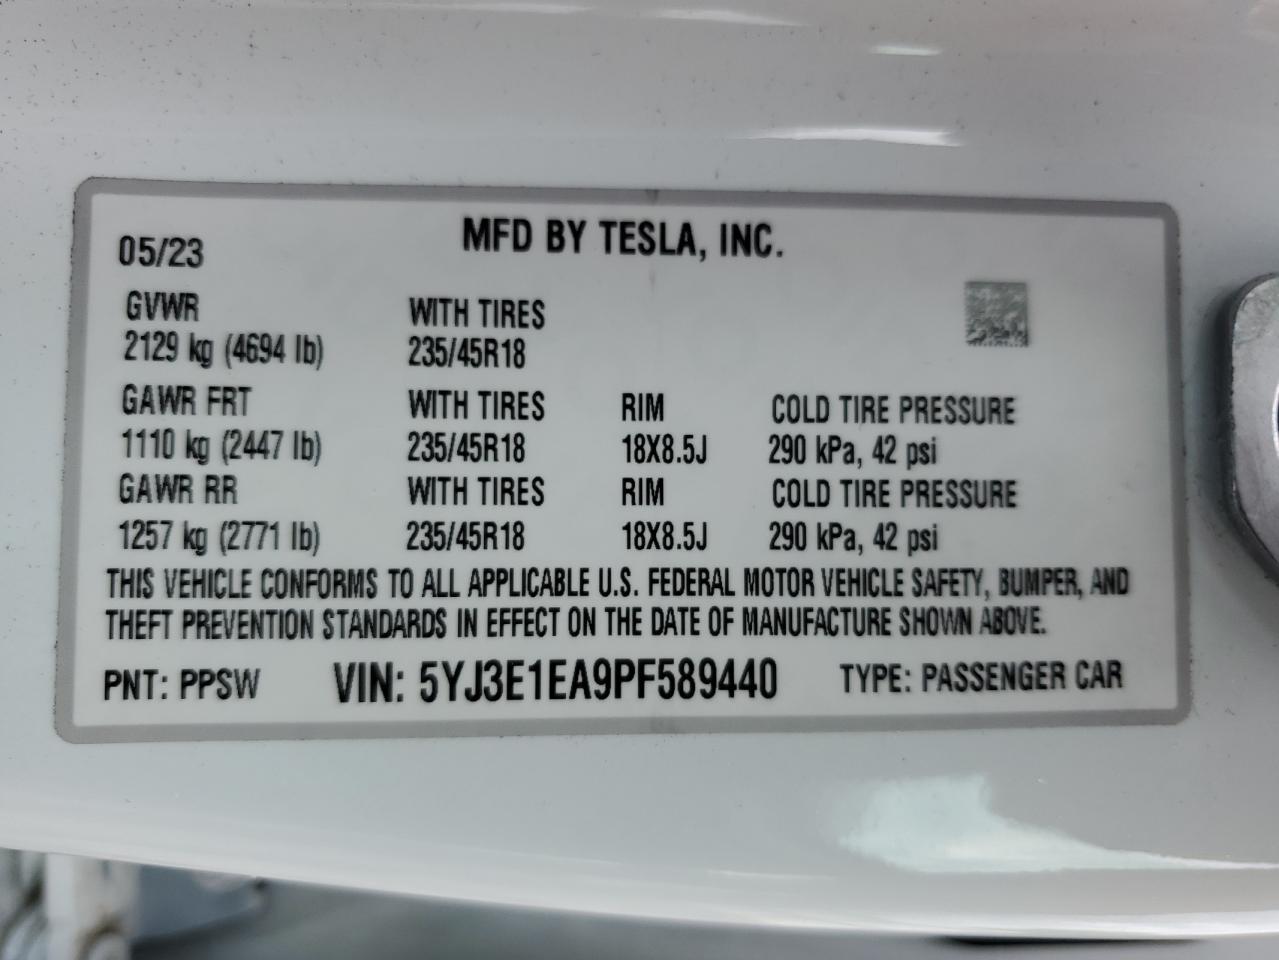 MFD BY TESLA, INC.
05/23
GVWR WITH TIRES
2129 kg (4694 lb) 235/45R18
GAWR FRT WITH TIRES RIM COLD TIRE PRESSURE
1110 kg (2447 lb) 235/45R18 18X8.5J 290 kPa, 42 psi
GAWR RR WITH TIRES RIM COLD TIRE PRESSURE
1257 kg (2771 lb) 235/45R18 18X8.5J 290 kPa, 42 psi
THIS VEHICLE CONFORMS TO ALL APPLICABLE U.S. FEDERAL MOTOR VEHICLE SAFETY, BUMPER, AND
THEFT PREVENTION STANDARDS IN EFFECT ON THE DATE OF MANUFACTURE SHOWN ABOVE.
PNT: PPSW VIN: 5YJ3E1EA9PF589440 TYPE: PASSENGER CAR